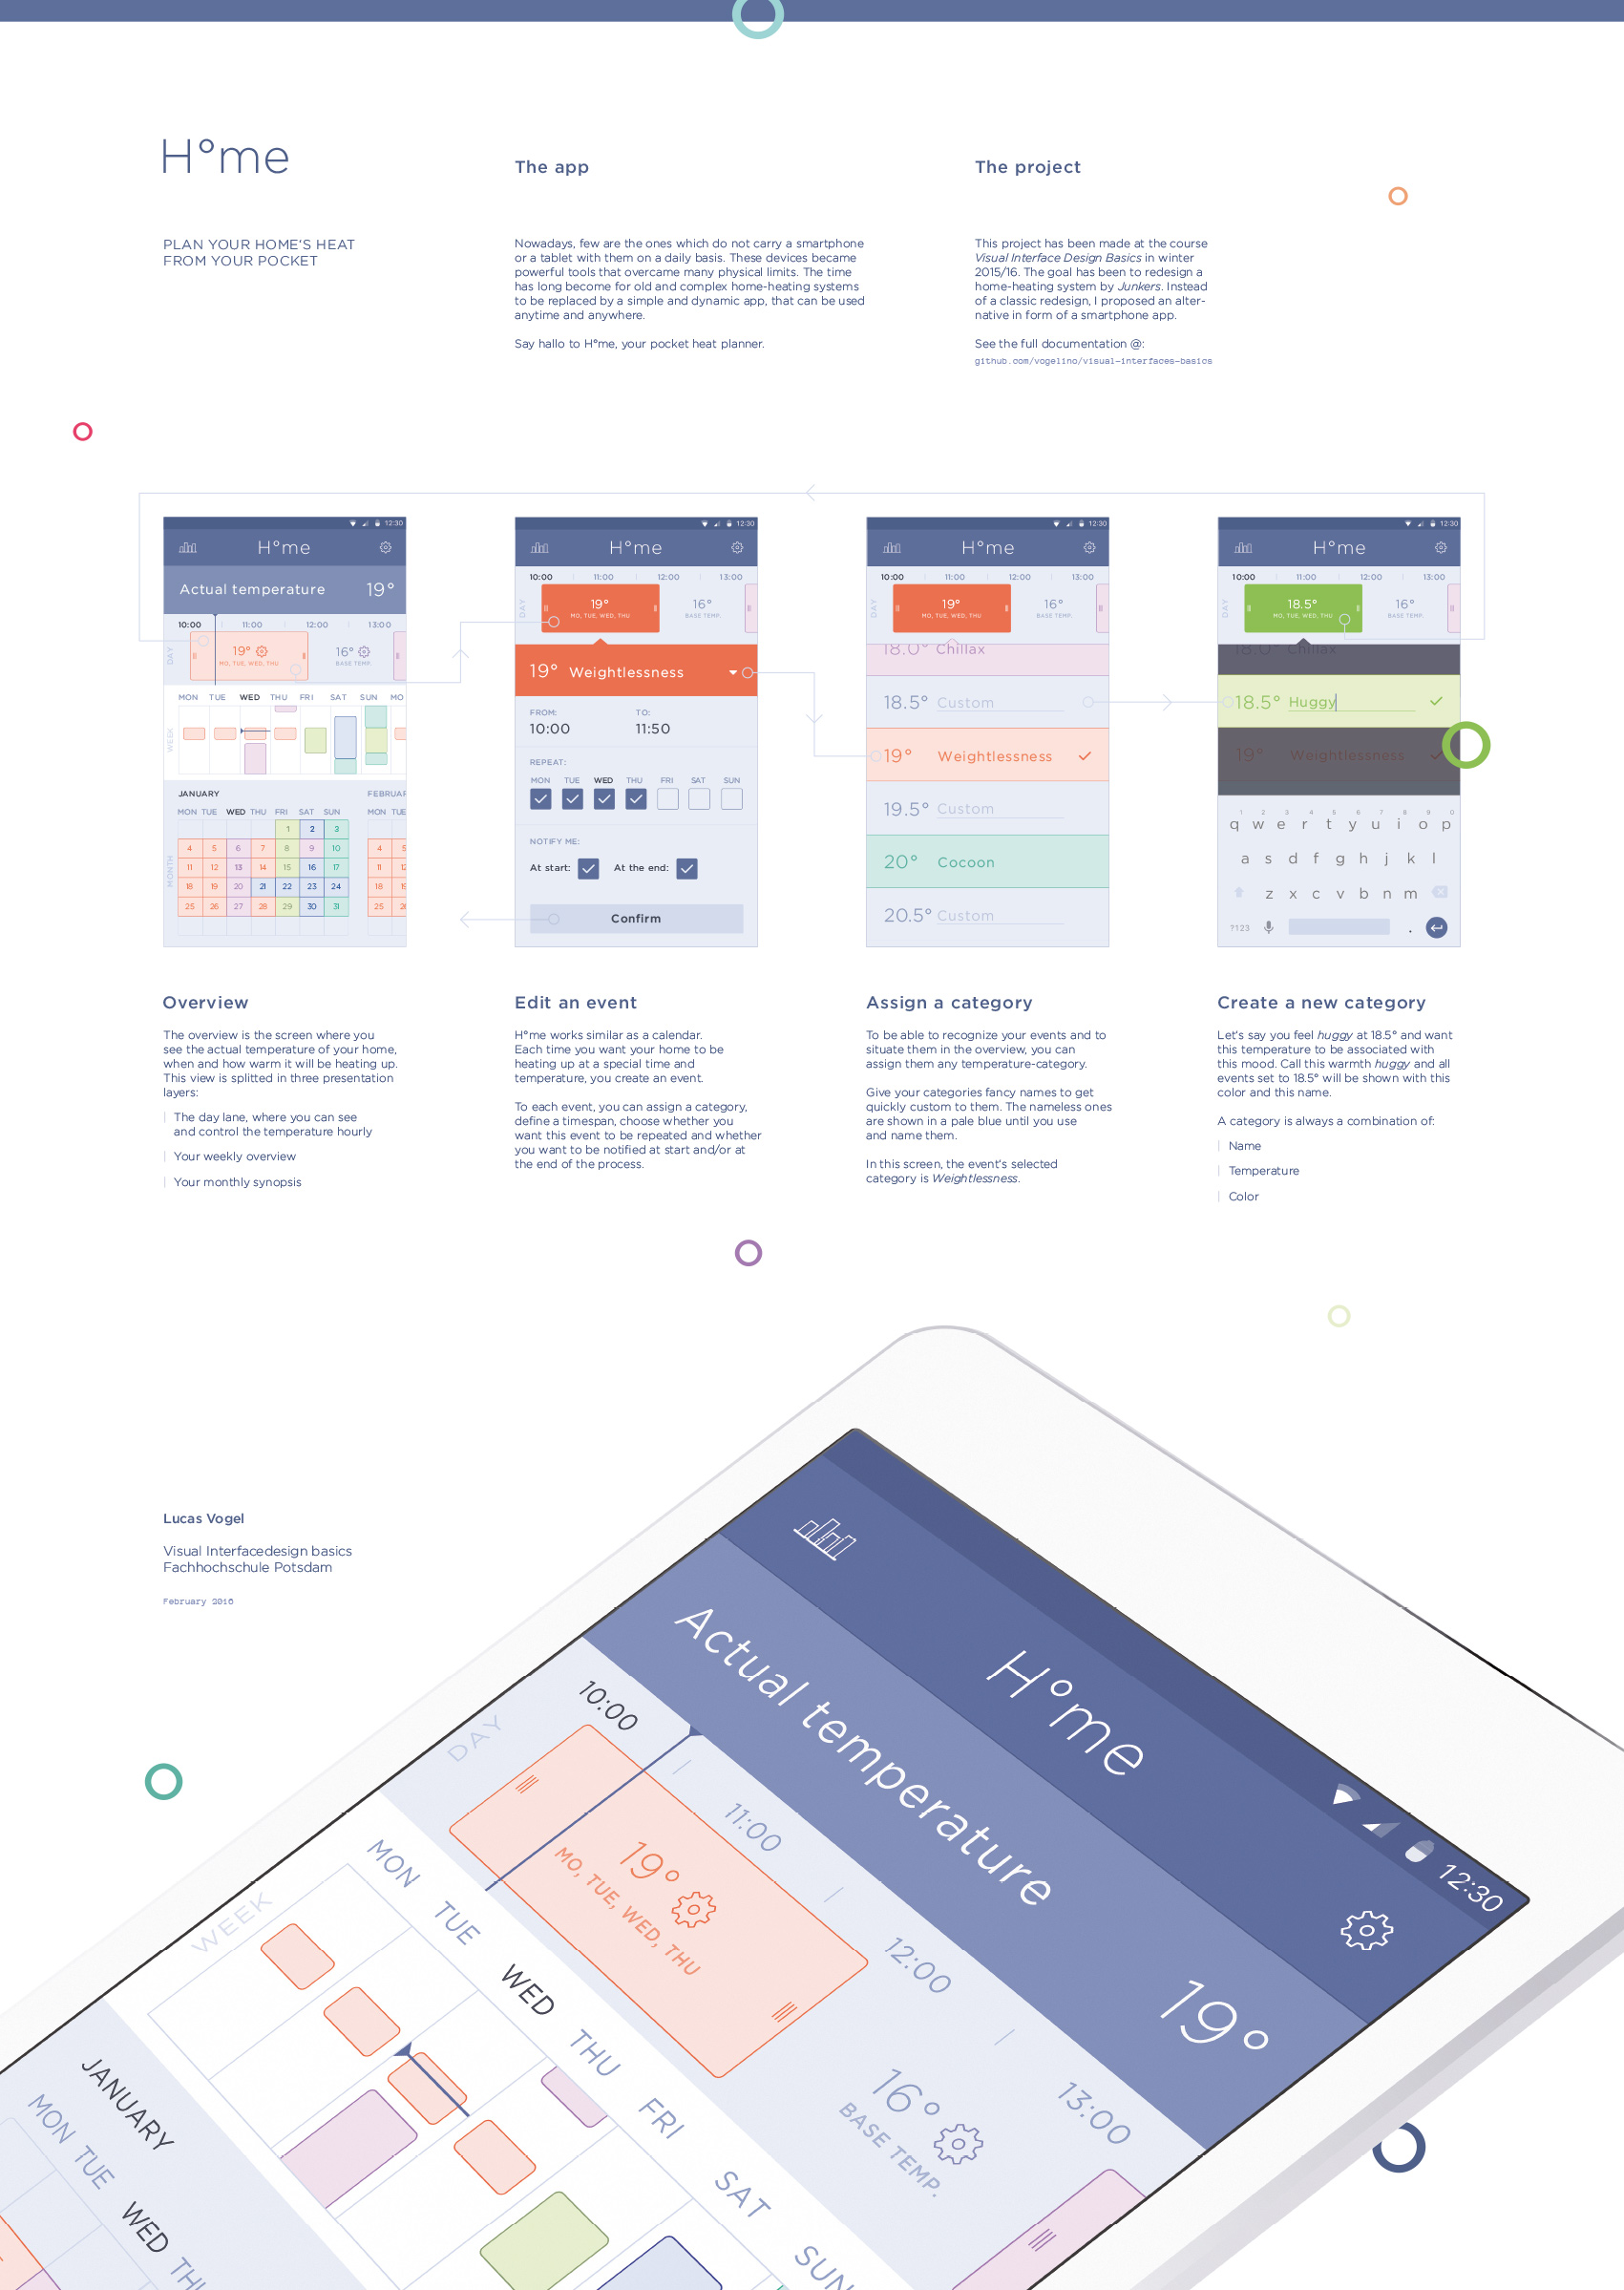 H°me
PLAN YOUR HOME'S HEAT
FROM YOUR POCKET
The app
Nowadays, few are the ones which do not carry a smartphone
or a tablet with them on a daily basis. These devices became
powerful tools that overcame many physical limits. The time
has long become for old and complex home-heating systems
to be replaced by a simple and dynamic app, that can be used
anytime and anywhere.
Say hallo to H°me, your pocket heat planner.
The project
This project has been made at the course
Visual Interface Design Basics in winter
2015/16. The goal has been to redesign a
home-heating system by Junkers. Instead
of a classic redesign, I proposed an alter-
native in form of a smartphone app.
See the full documentation @:
github.com/vogelino/visual-interfaces-basics
12:30
H°me
Actual temperature 19°
10:00 11:00 12:00 13:00
DAY
19°
MO, TUE, WED, THU
16°
BASE TEMP.
MON TUE WED THU FRI SAT SUN MO
WEEK
JANUARY FEBRUAR
MON TUE WED THU FRI SAT SUN MON TUE
MONTH
1 2 3
4 5 6 7 8 9 10 4 5
11 12 13 14 15 16 17 11 12
18 19 20 21 22 23 24 18 19
25 26 27 28 29 30 31 25 26
12:30
H°me
10:00 11:00 12:00 13:00
DAY
19°
MO, TUE, WED, THU
16°
BASE TEMP.
19° Weightlessness
FROM: TO:
10:00 11:50
REPEAT:
MON TUE WED THU FRI SAT SUN
NOTIFY ME:
At start: At the end:
Confirm
12:30
H°me
10:00 11:00 12:00 13:00
DAY
19°
MO, TUE, WED, THU
16°
BASE TEMP.
18.0° Chillax
18.5° Custom
19° Weightlessness
19.5° Custom
20° Cocoon
20.5° Custom
12:30
H°me
10:00 11:00 12:00 13:00
DAY
18.5°
MO, TUE, WED, THU
16°
BASE TEMP.
18.0° Chillax
18.5° Huggy
19° Weightlessness
1 2 3 4 5 6 7 8 9 0
q w e r t y u i o p
a s d f g h j k l
z x c v b n m
?123 .
Overview
The overview is the screen where you
see the actual temperature of your home,
when and how warm it will be heating up.
This view is splitted in three presentation
layers:
The day lane, where you can see
and control the temperature hourly
Your weekly overview
Your monthly synopsis
Edit an event
H°me works similar as a calendar.
Each time you want your home to be
heating up at a special time and
temperature, you create an event.
To each event, you can assign a category,
define a timespan, choose whether you
want this event to be repeated and whether
you want to be notified at start and/or at
the end of the process.
Assign a category
To be able to recognize your events and to
situate them in the overview, you can
assign them any temperature-category.
Give your categories fancy names to get
quickly custom to them. The nameless ones
are shown in a pale blue until you use
and name them.
In this screen, the event's selected
category is Weightlessness.
Create a new category
Let's say you feel huggy at 18.5° and want
this temperature to be associated with
this mood. Call this warmth huggy and all
events set to 18.5° will be shown with this
color and this name.
A category is always a combination of:
Name
Temperature
Color
Lucas Vogel
Visual Interfacedesign basics
Fachhochschule Potsdam
February 2016
12:30
H°me
Actual temperature 19°
10:00 11:00 12:00 13:00
DAY
19°
MO, TUE, WED, THU
16°
BASE TEMP.
MON TUE WED THU FRI SAT SUN
WEEK
JANUARY
MON TUE WED THU